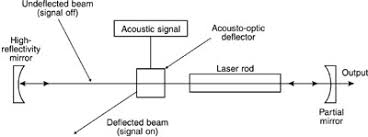 Undeflected beam
(signal off)
Acoustic signal
Acousto-optic
deflector
High-
reflectivity
mirror
Laser rod
Output
Deflected beam
(signal on)
Partial
mirror